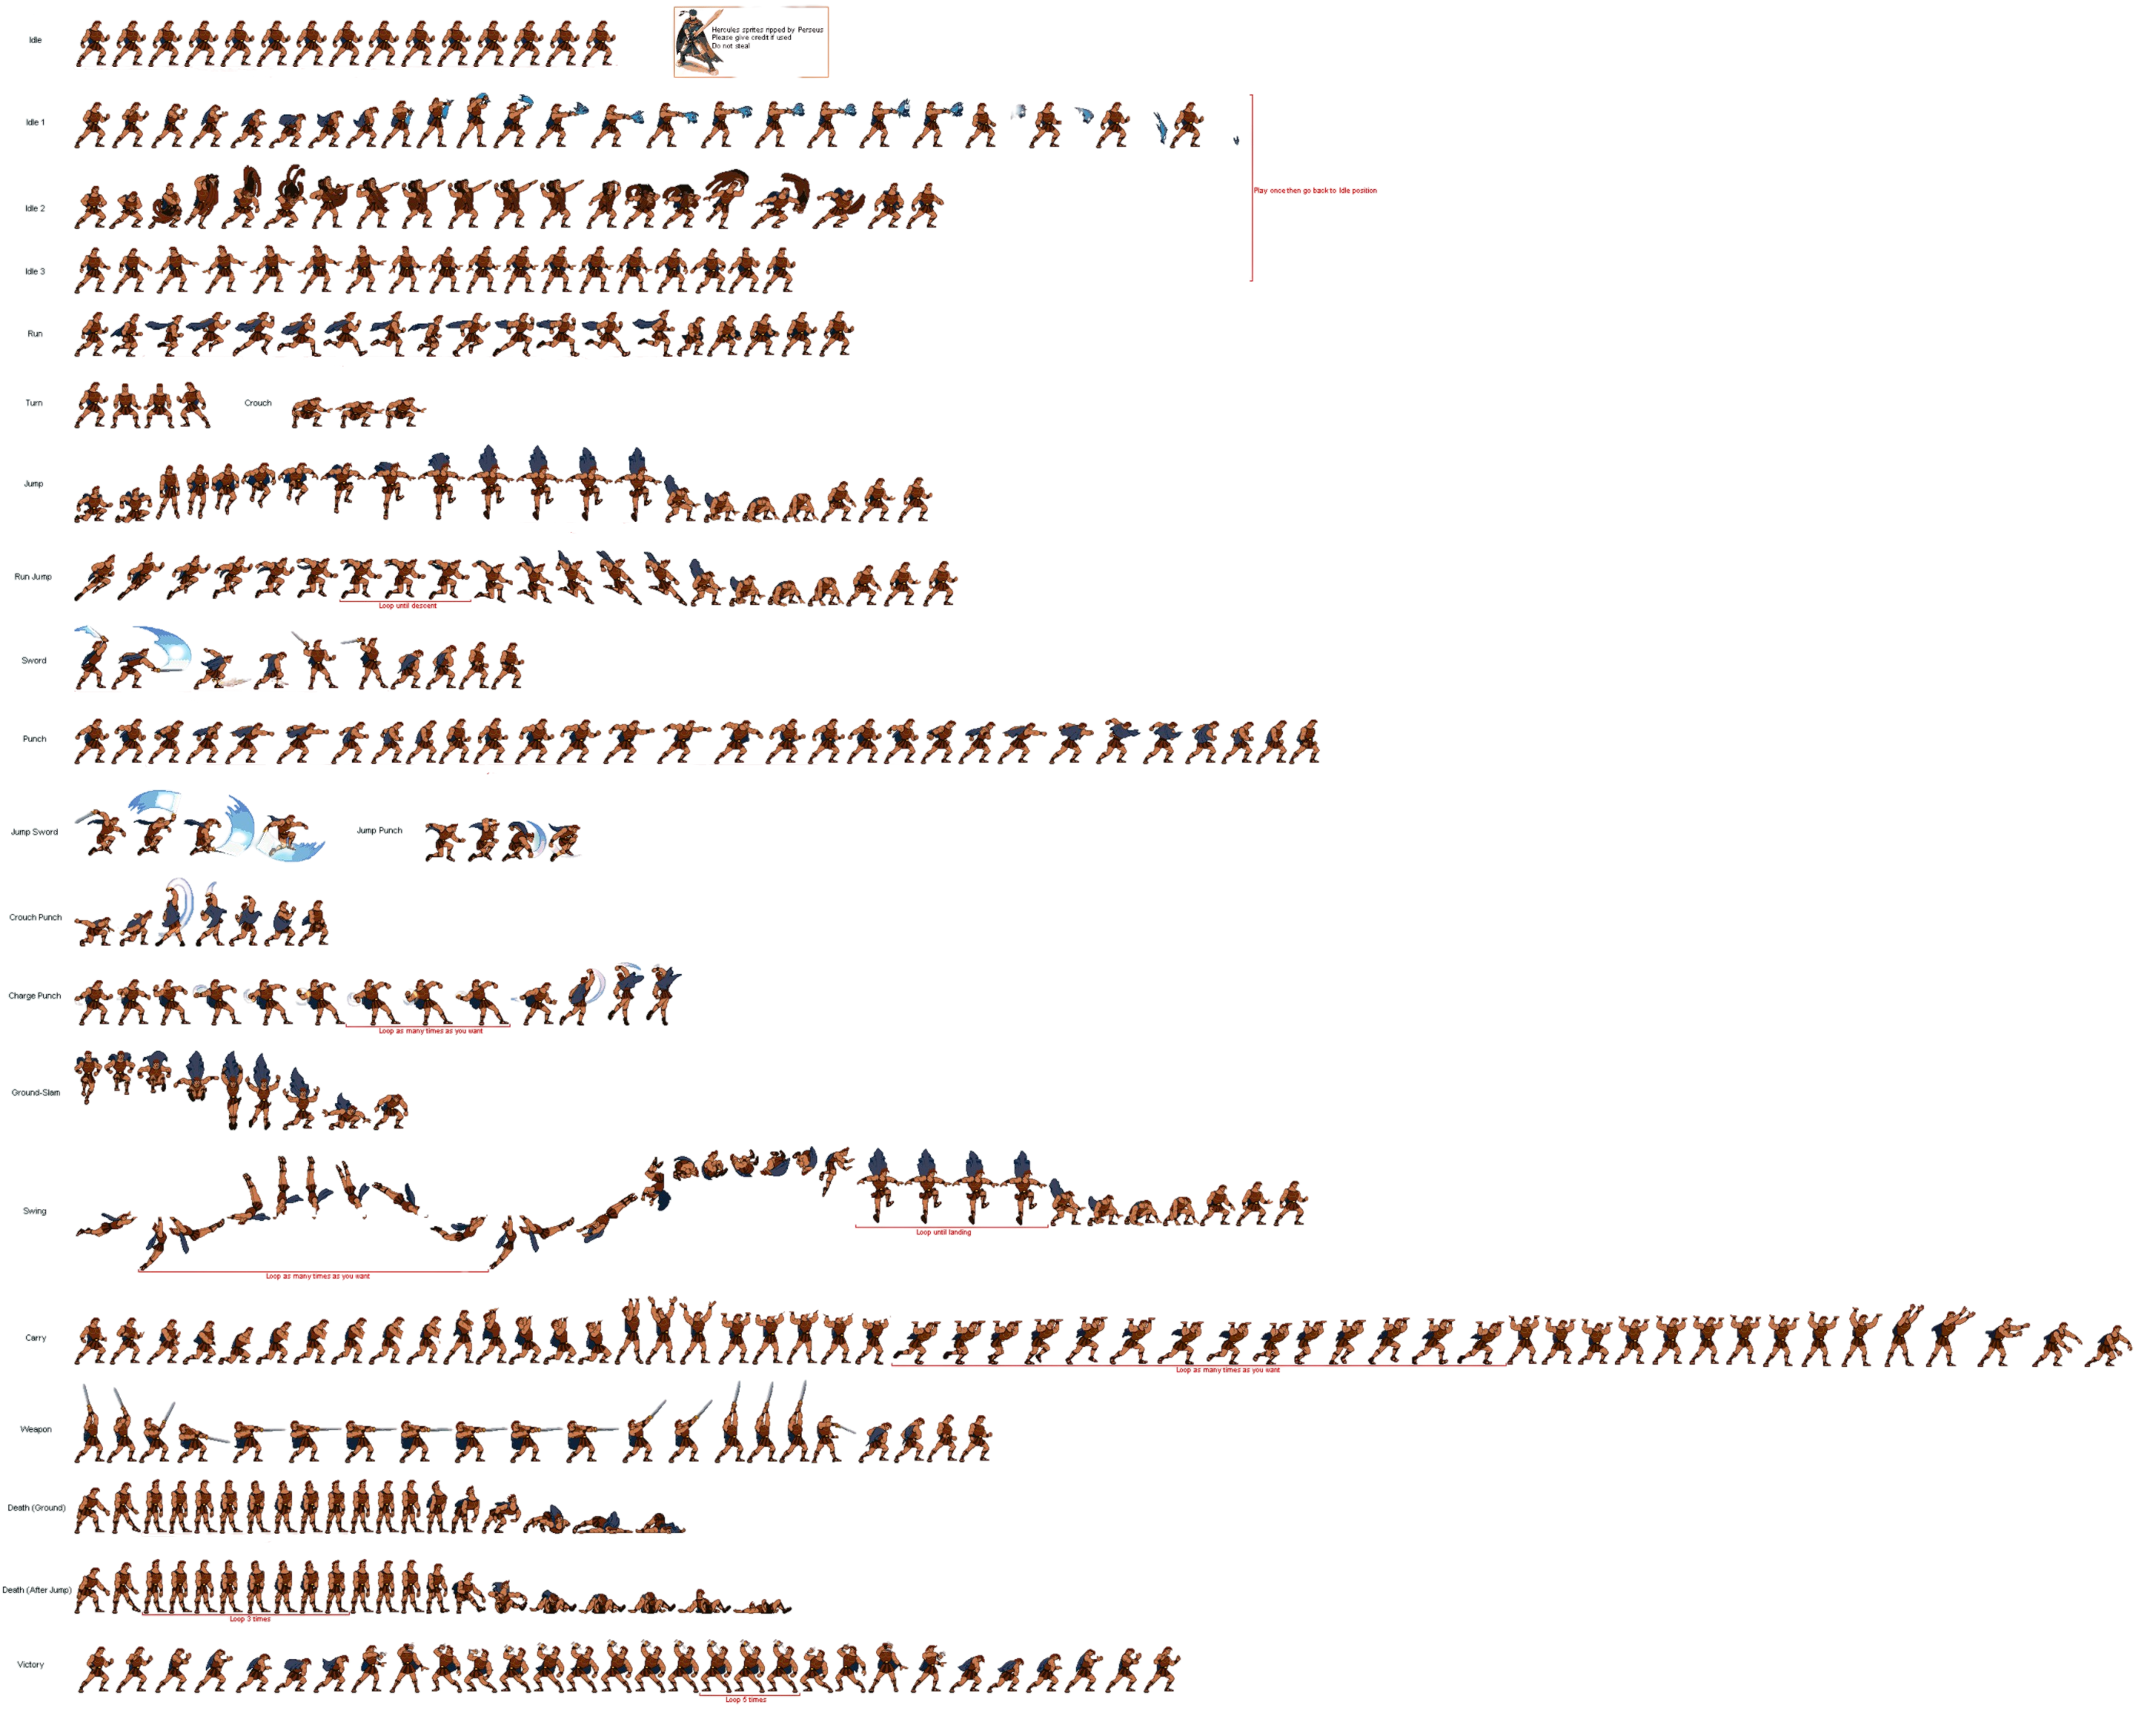 Idle
Hercules sprites ripped by Perseus
Please give credit if used
Do not steal
Idle 1
Play once then go back to Idle position
Idle 2
Idle 3
Run
Turn
Crouch
Jump
Run Jump
Loop until descent
Sword
Punch
Jump Sword
Jump Punch
Crouch Punch
Charge Punch
Loop as many times as you want
Ground-Slam
Swing
Loop until landing
Loop as many times as you want
Carry
Loop as many times as you want
Weapon
Death (Ground)
Death (After Jump)
Loop 3 times
Victory
Loop 5 times